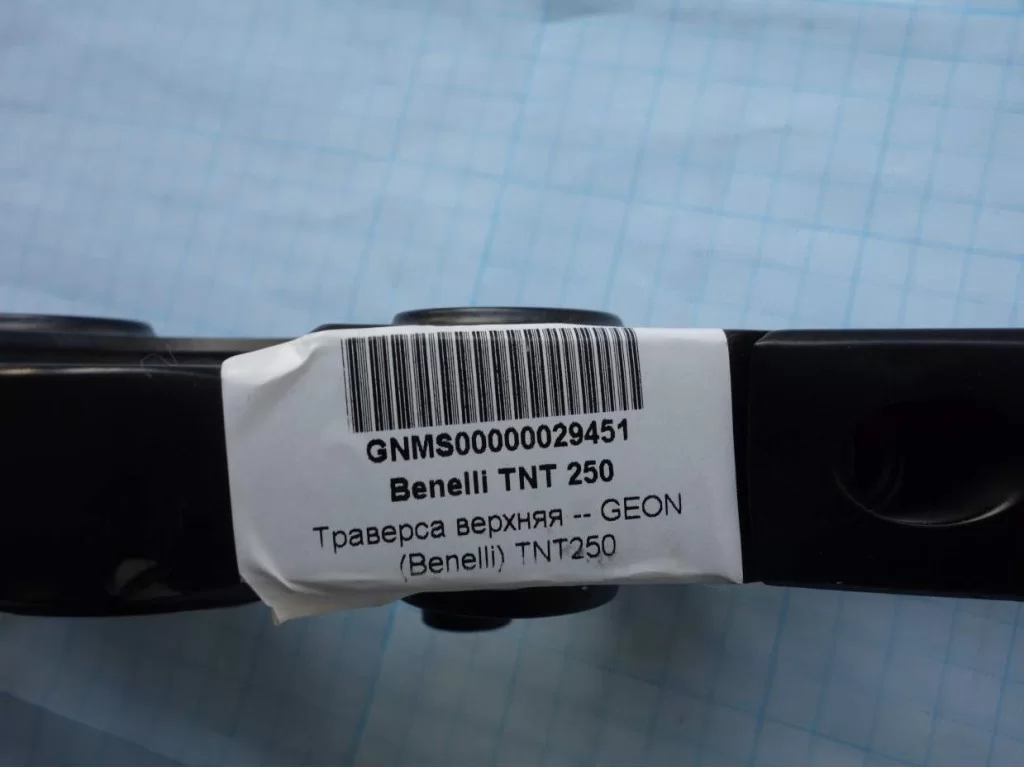 GNMS00000029451
Benelli TNT 250
Траверса верхняя -- GEON
(Benelli) TNT250